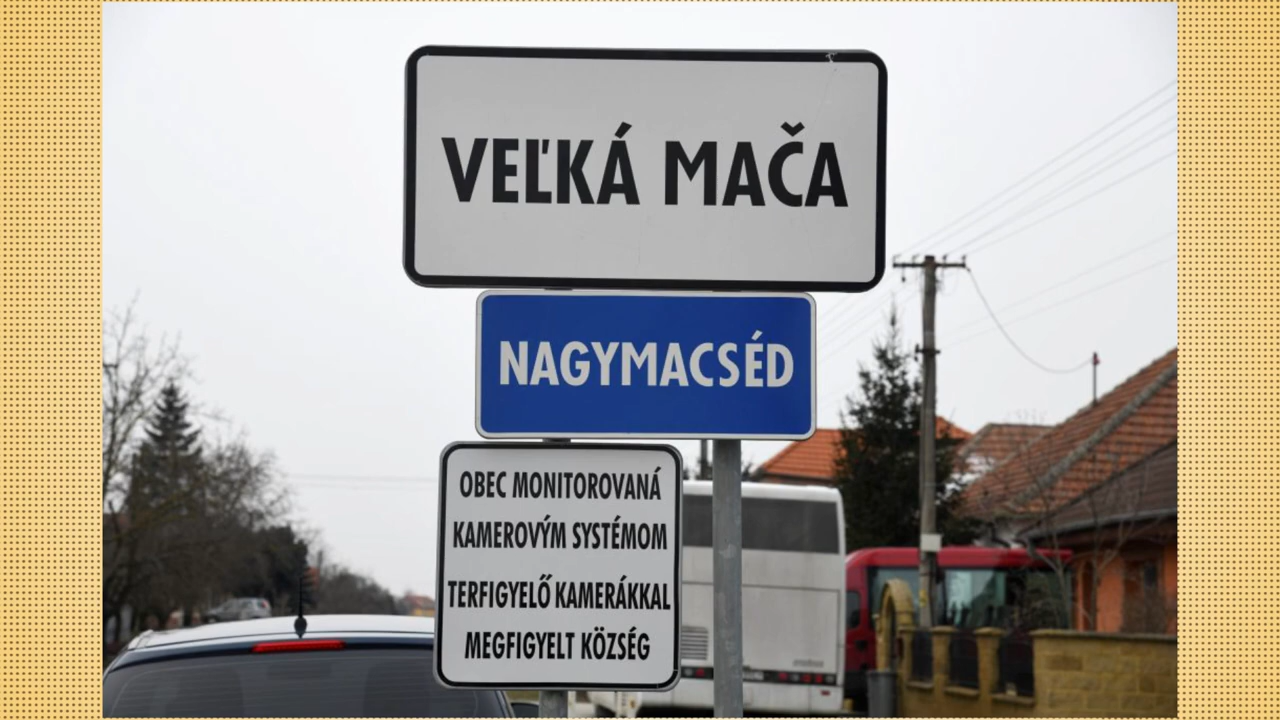 VEĽKÁ MAČA
NAGYMACSÉD
OBEC MONITOROVANÁ
KAMEROVÝM SYSTÉMOM
TERFIGYELŐ KAMERÁKKAL
MEGFIGYELT KÖZSÉG